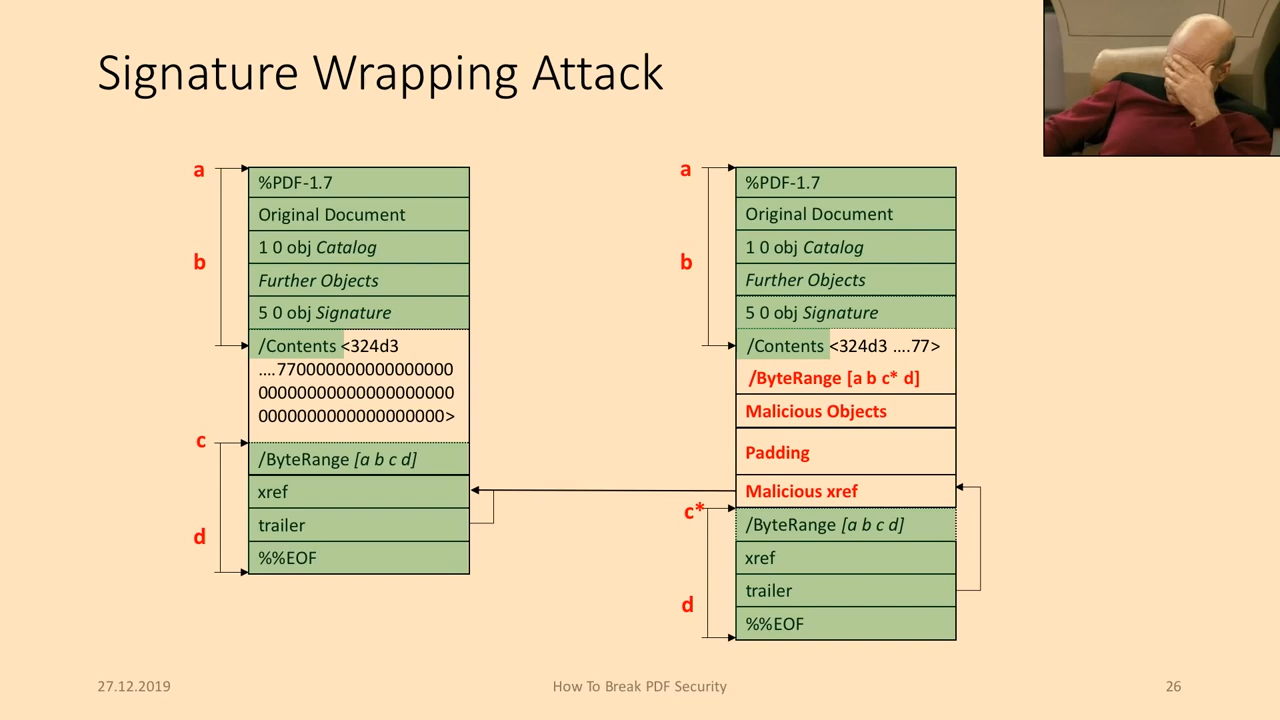 Signature Wrapping Attack
a
%PDF-1.7
Original Document
1 0 obj Catalog
b
Further Objects
5 0 obj Signature
/Contents <324d3
....770000000000000000
00000000000000000000
0000000000000000000>
c
/ByteRange [a b c d]
xref
trailer
d
%%EOF
a
%PDF-1.7
Original Document
1 0 obj Catalog
b
Further Objects
5 0 obj Signature
/Contents <324d3 ....77>
/ByteRange [a b c* d]
Malicious Objects
Padding
Malicious xref
c*
/ByteRange [a b c d]
xref
trailer
d
%%EOF
27.12.2019
How To Break PDF Security
26